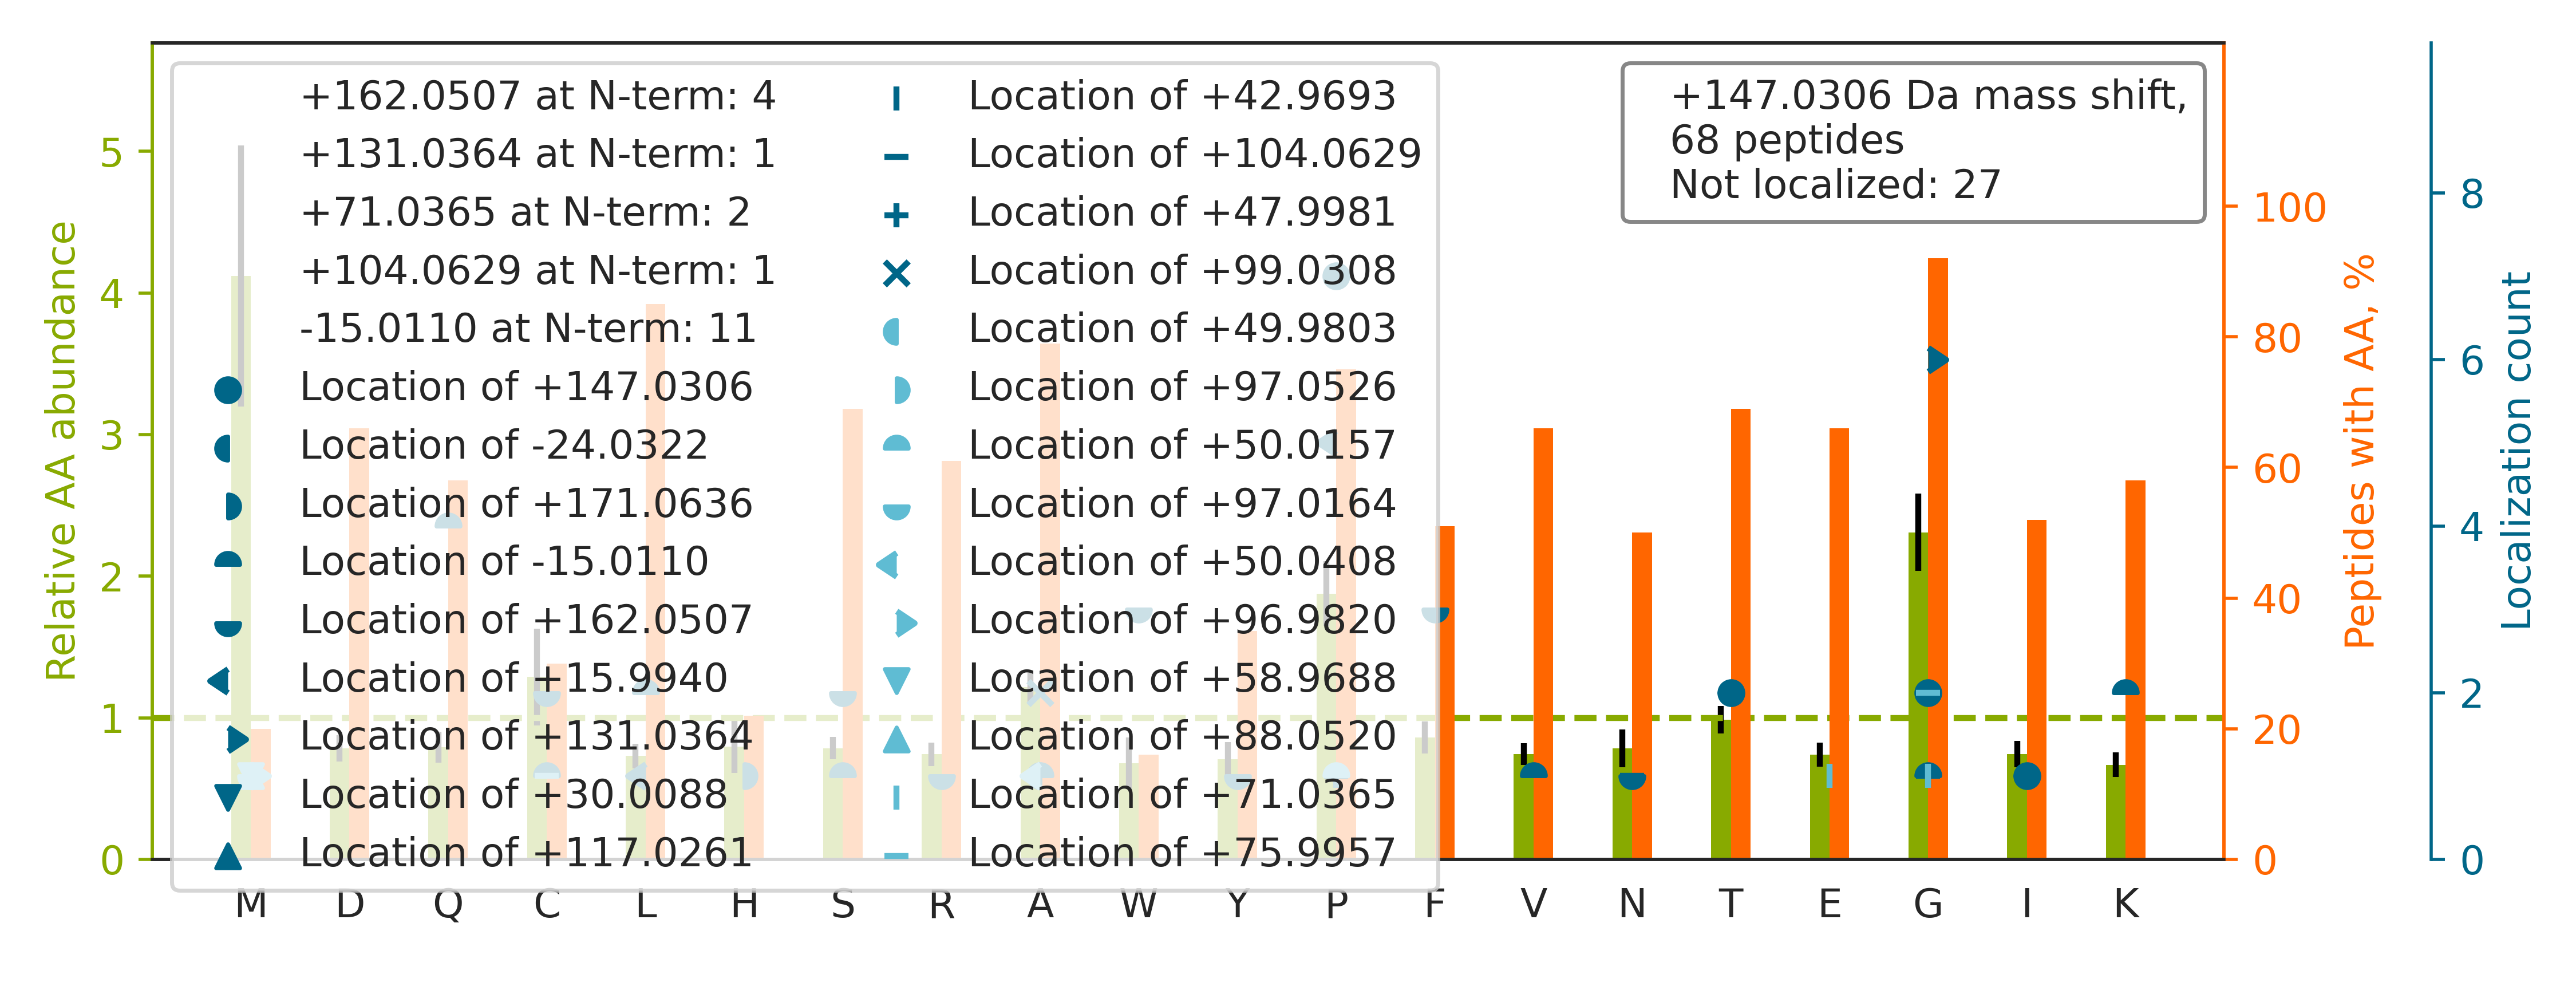 +162.0507 at N-term: 4
+131.0364 at N-term: 1
+71.0365 at N-term: 2
+104.0629 at N-term: 1
-15.0110 at N-term: 11
Location of +147.0306
Location of -24.0322
Location of +171.0636
Location of -15.0110
Location of +162.0507
Location of +15.9940
Location of +131.0364
Location of +30.0088
Location of +117.0261
Location of +42.9693
Location of +104.0629
Location of +47.9981
Location of +99.0308
Location of +49.9803
Location of +97.0526
Location of +50.0157
Location of +97.0164
Location of +50.0408
Location of +96.9820
Location of +58.9688
Location of +88.0520
Location of +71.0365
Location of +75.9957
+147.0306 Da mass shift,
68 peptides
Not localized: 27
Relative AA abundance
5
4
3
2
1
0
M D Q C L H S R A W Y P F V N T E G I K
100
80
60
40
20
0
Peptides with AA, %
8
6
4
2
0
Localization count